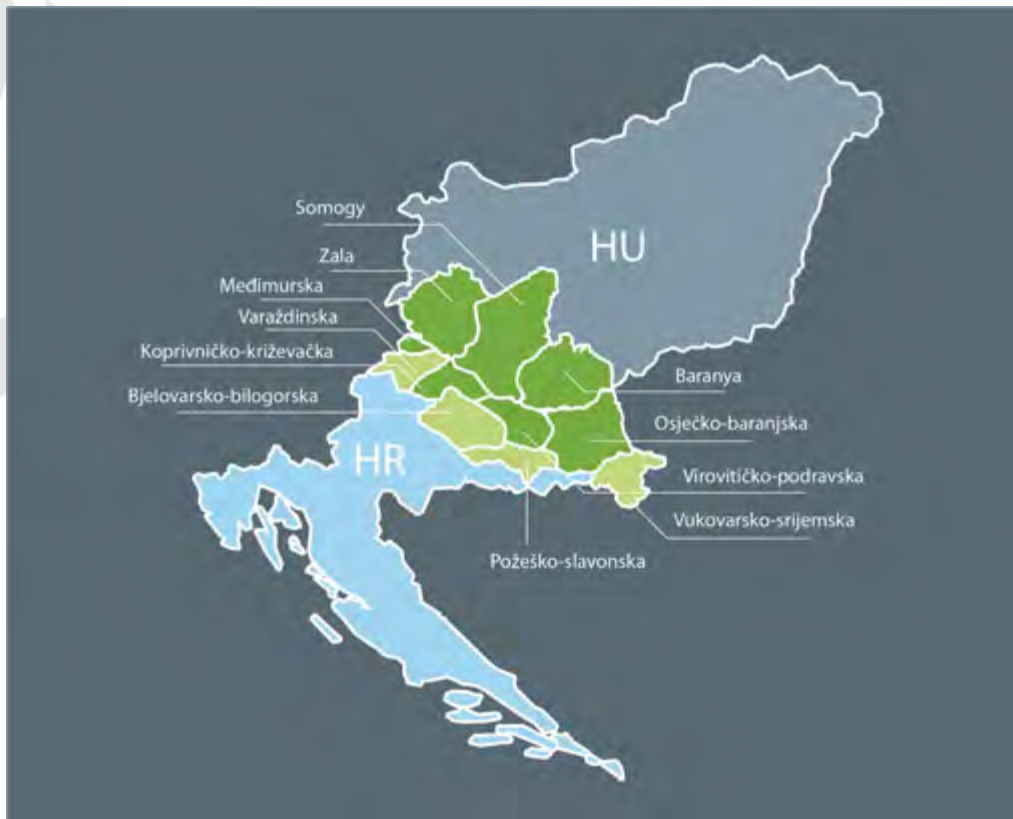 Somogy
HU
Zala
Međimurska
Varaždinska
Koprivničko-križevačka
Baranya
Bjelovarsko-bilogorska
Osječko-baranjska
HR
Virovitičko-podravska
Vukovarsko-srijemska
Požeško-slavonska